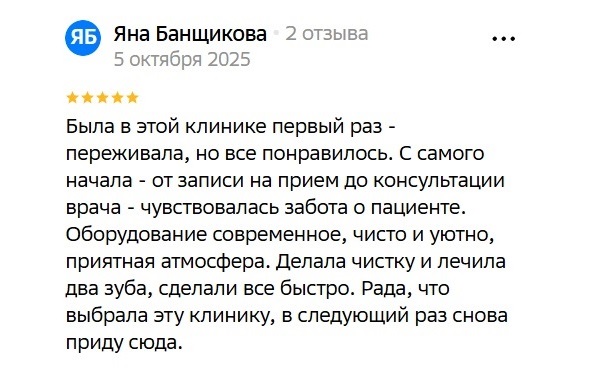 ЯБ Яна Банщикова · 2 отзыва
5 октября 2025
Была в этой клинике первый раз -
переживала, но все понравилось. С самого
начала - от записи на прием до консультации
врача - чувствовалась забота о пациенте.
Оборудование современное, чисто и уютно,
приятная атмосфера. Делала чистку и лечила
два зуба, сделали все быстро. Рада, что
выбрала эту клинику, в следующий раз снова
приду сюда.